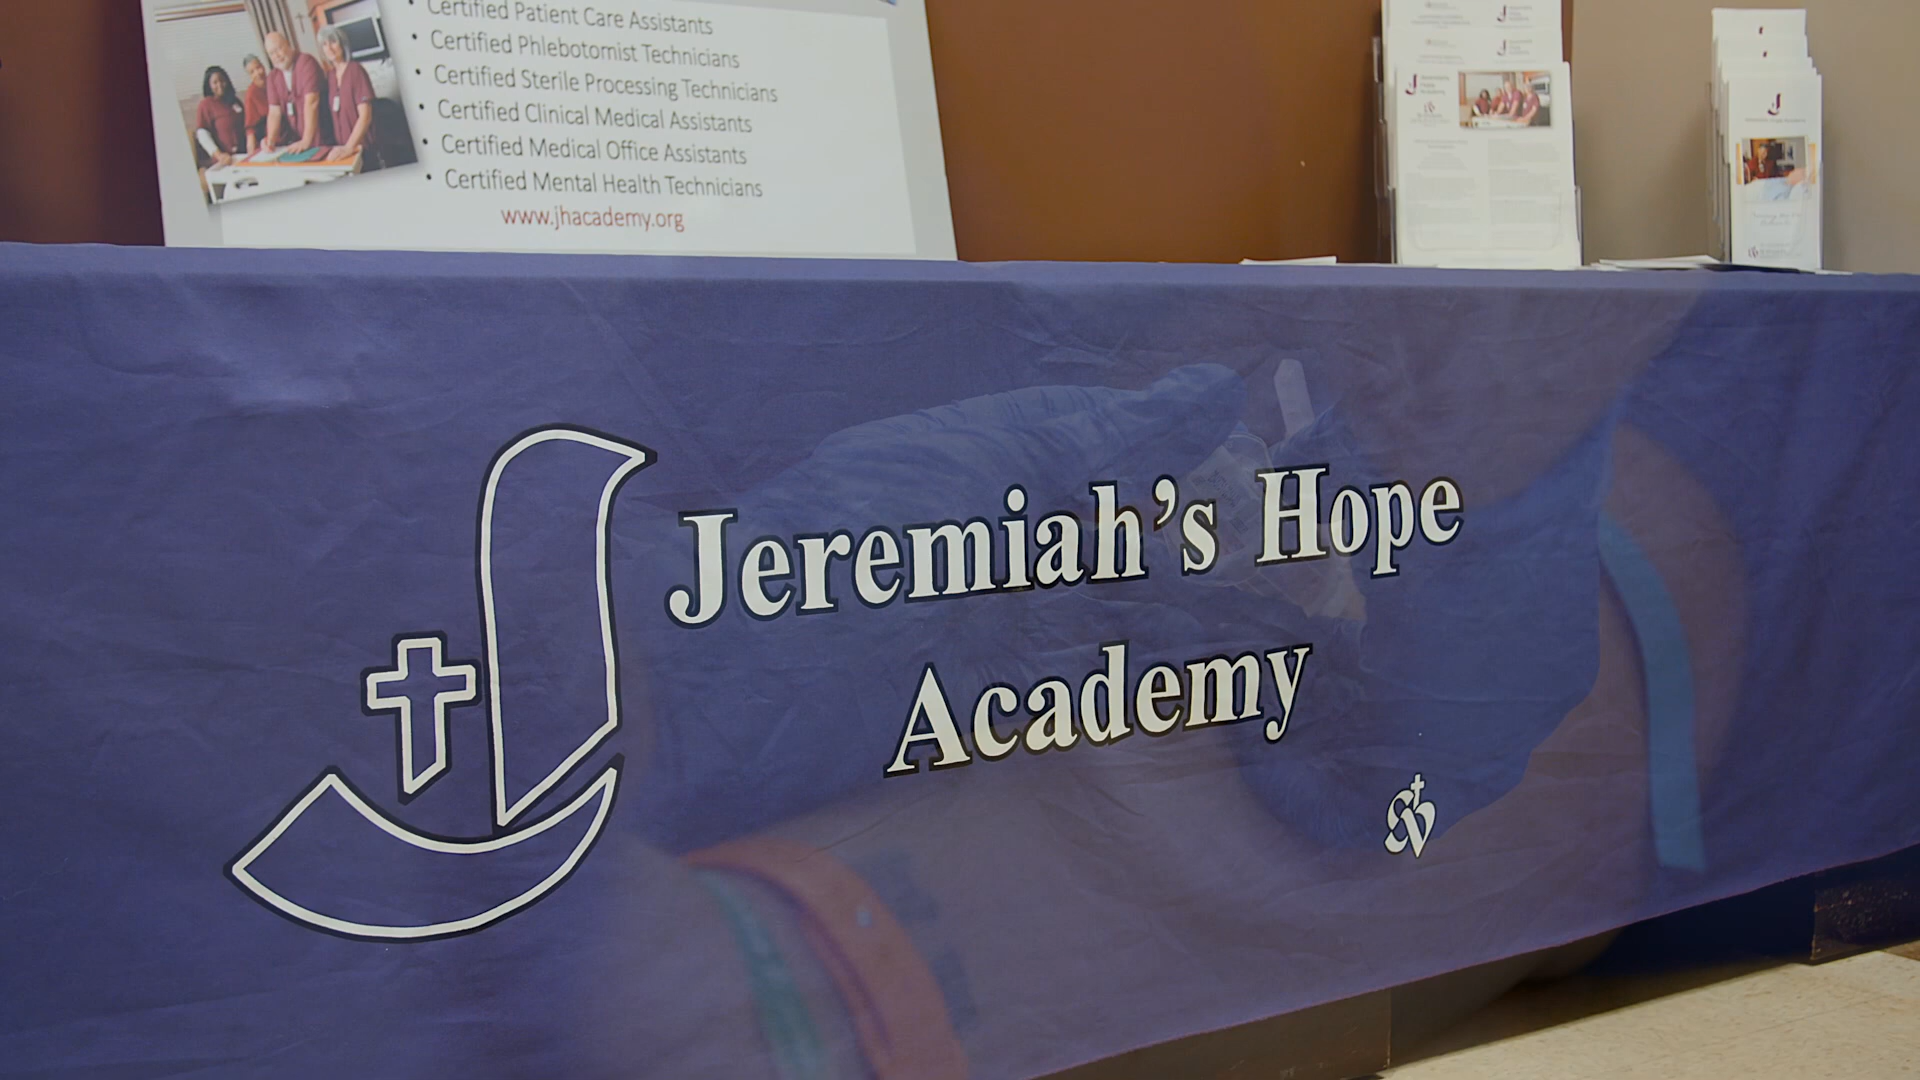 • Certified Patient Care Assistants
• Certified Phlebotomist Technicians
• Certified Sterile Processing Technicians
• Certified Clinical Medical Assistants
• Certified Medical Office Assistants
• Certified Mental Health Technicians
www.jhacademy.org
Jeremiah's Hope
Academy